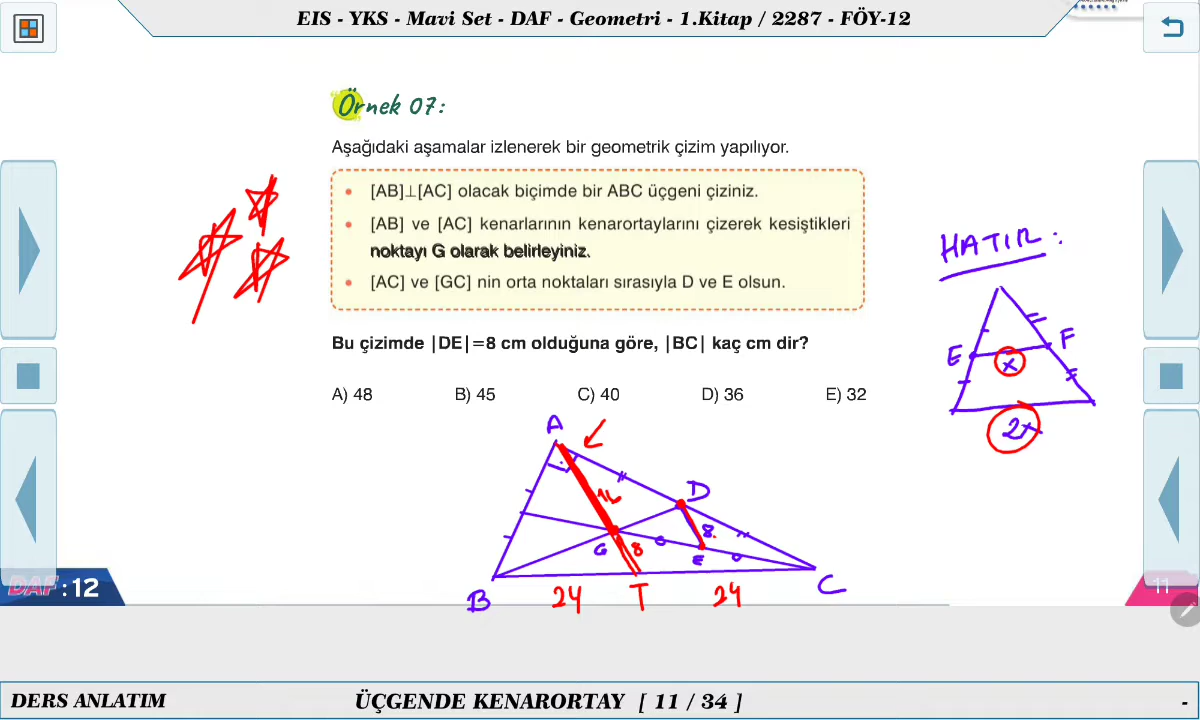 EIS - YKS - Mavi Set - DAF - Geometri - 1.Kitap / 2287 - FÖY-12
Örnek 07:
Aşağıdaki aşamalar izlenerek bir geometrik çizim yapılıyor.
• [AB]⊥[AC] olacak biçimde bir ABC üçgeni çiziniz.
• [AB] ve [AC] kenarlarının kenarortaylarını çizerek kesiştikleri
noktayı G olarak belirleyiniz.
• [AC] ve [GC] nin orta noktaları sırasıyla D ve E olsun.
Bu çizimde |DE|=8 cm olduğuna göre, |BC| kaç cm dir?
A) 48 B) 45 C) 40 D) 36 E) 32
HATIR :
E F
x
2x
A
16
D
G 8 8 E
B 24 T 24 C
DAF : 12
11
DERS ANLATIM ÜÇGENDE KENARORTAY [ 11 / 34 ] -